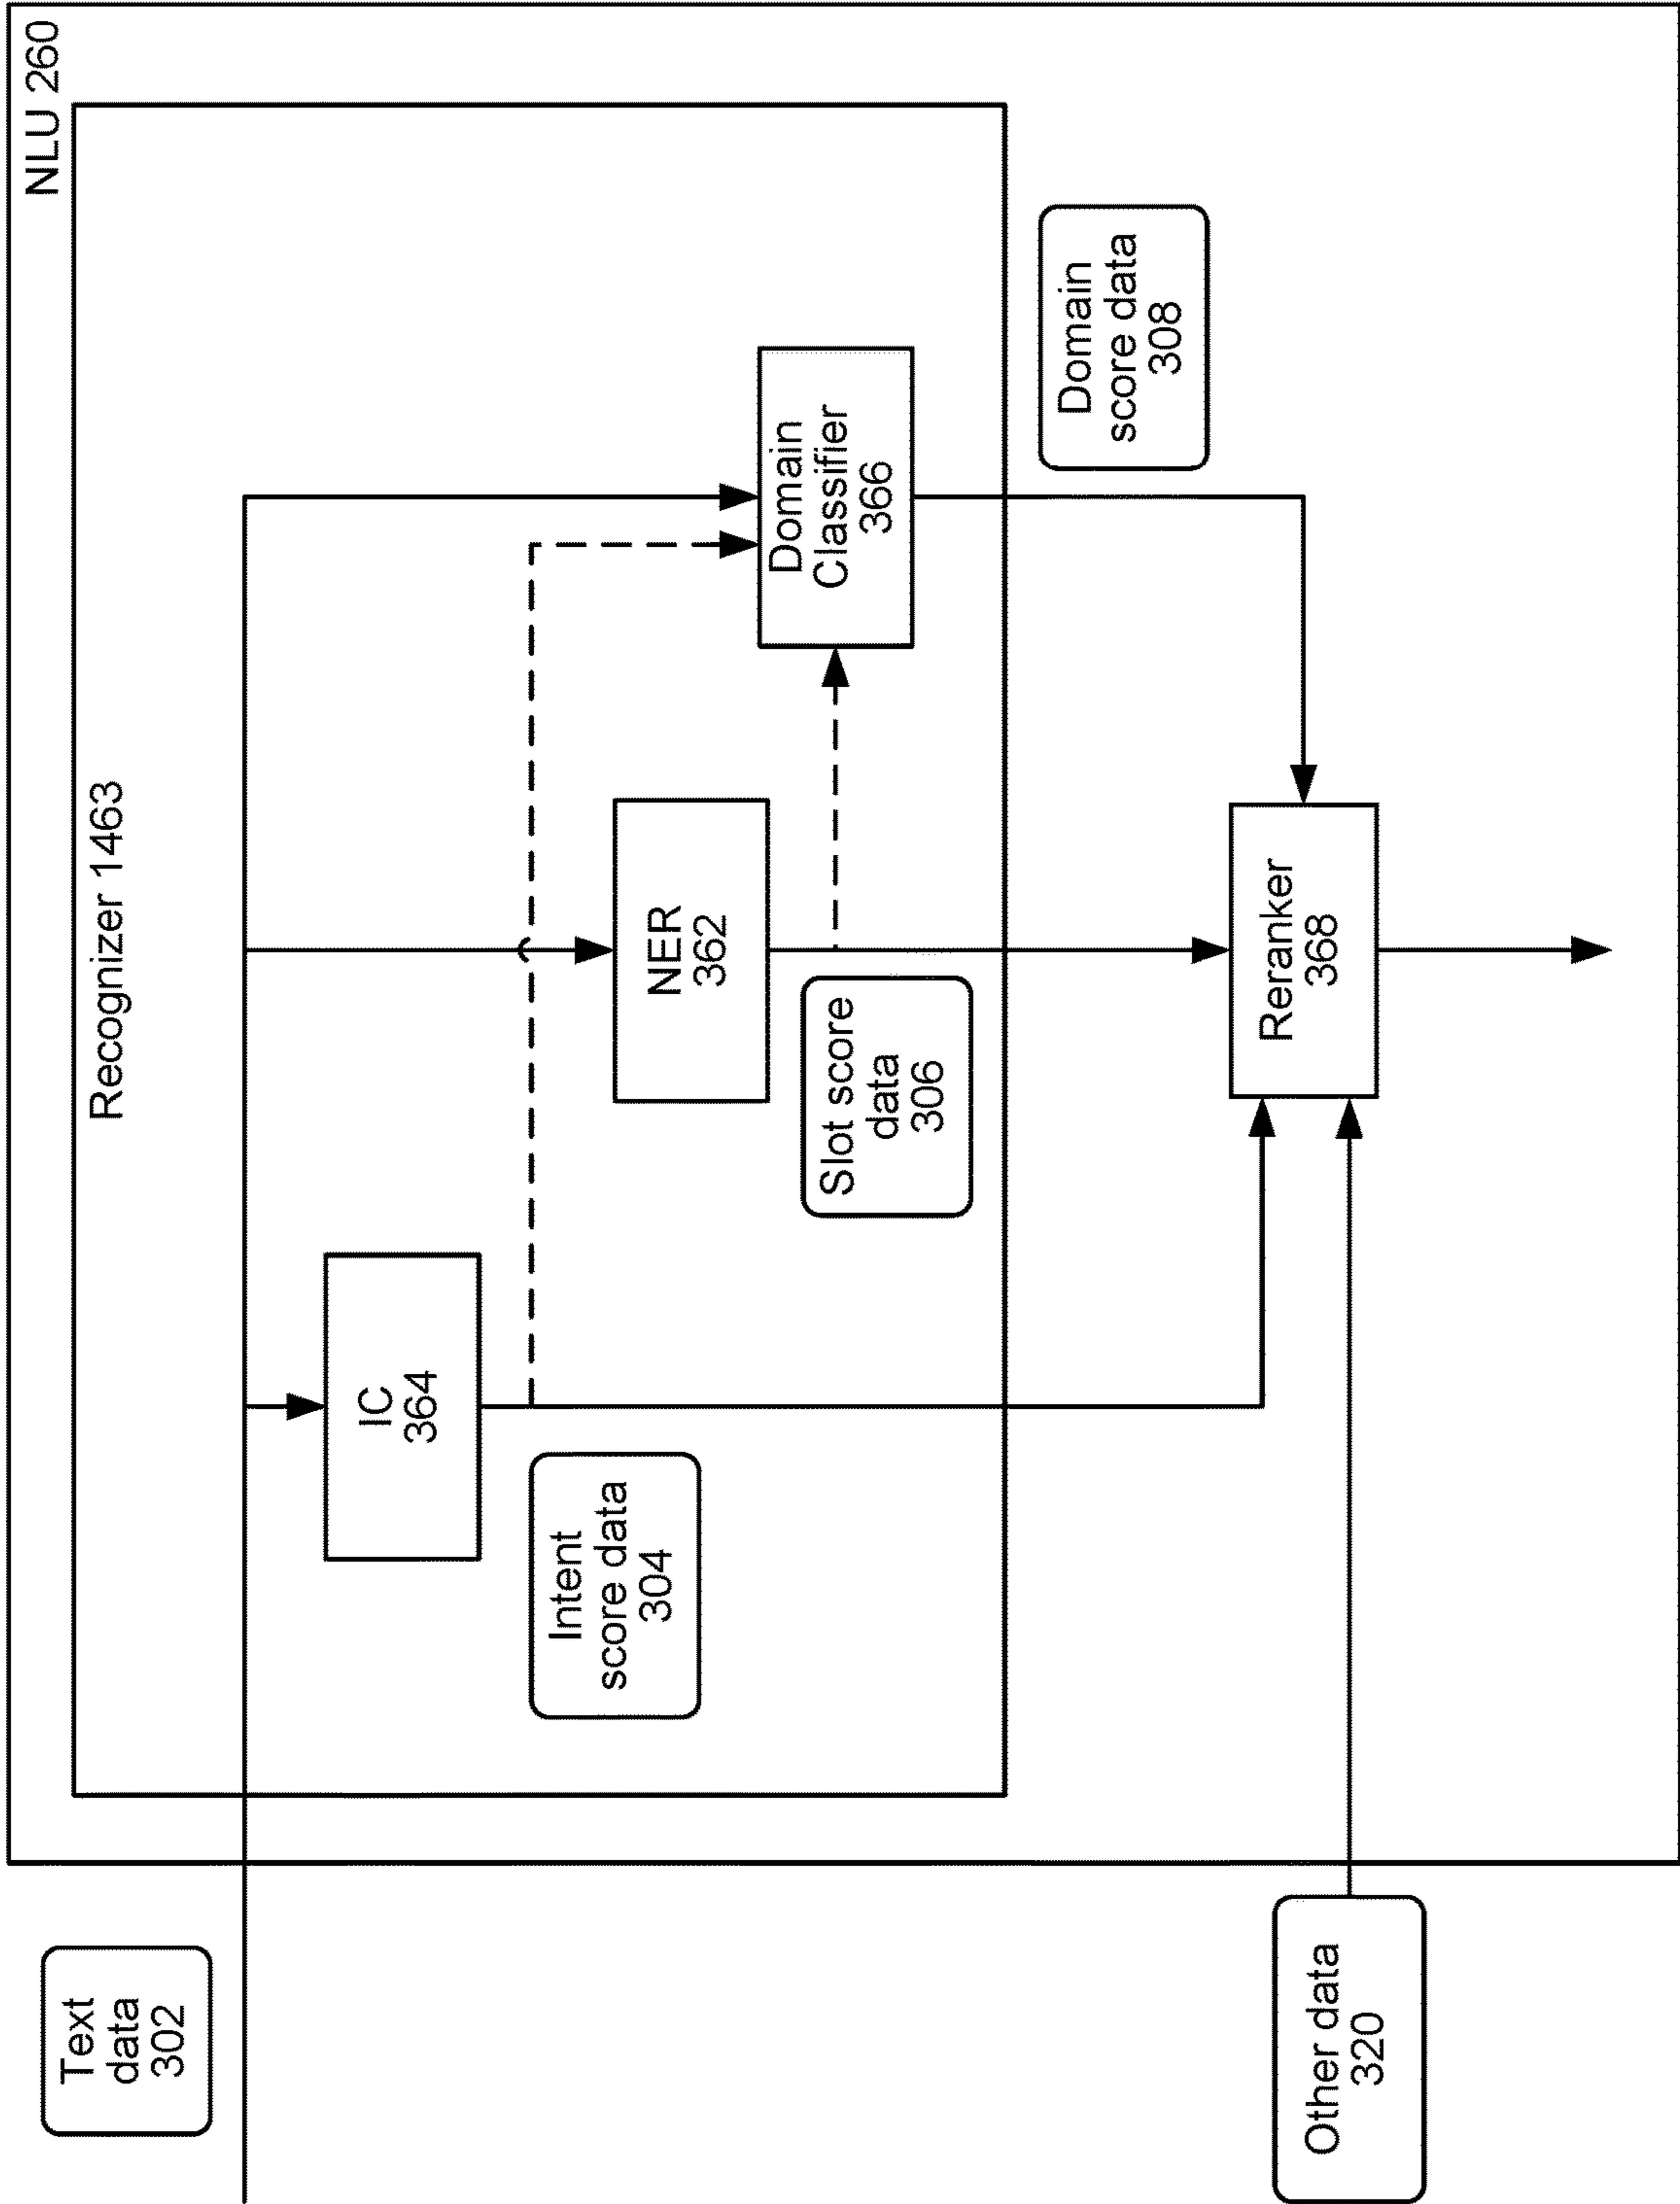 NLU 260
Recognizer 1463
Text
data
302
IC
364
Intent
score data
304
NER
362
Slot score
data
306
Domain
Classifier
366
Domain
score data
308
Other data
320
Reranker
368